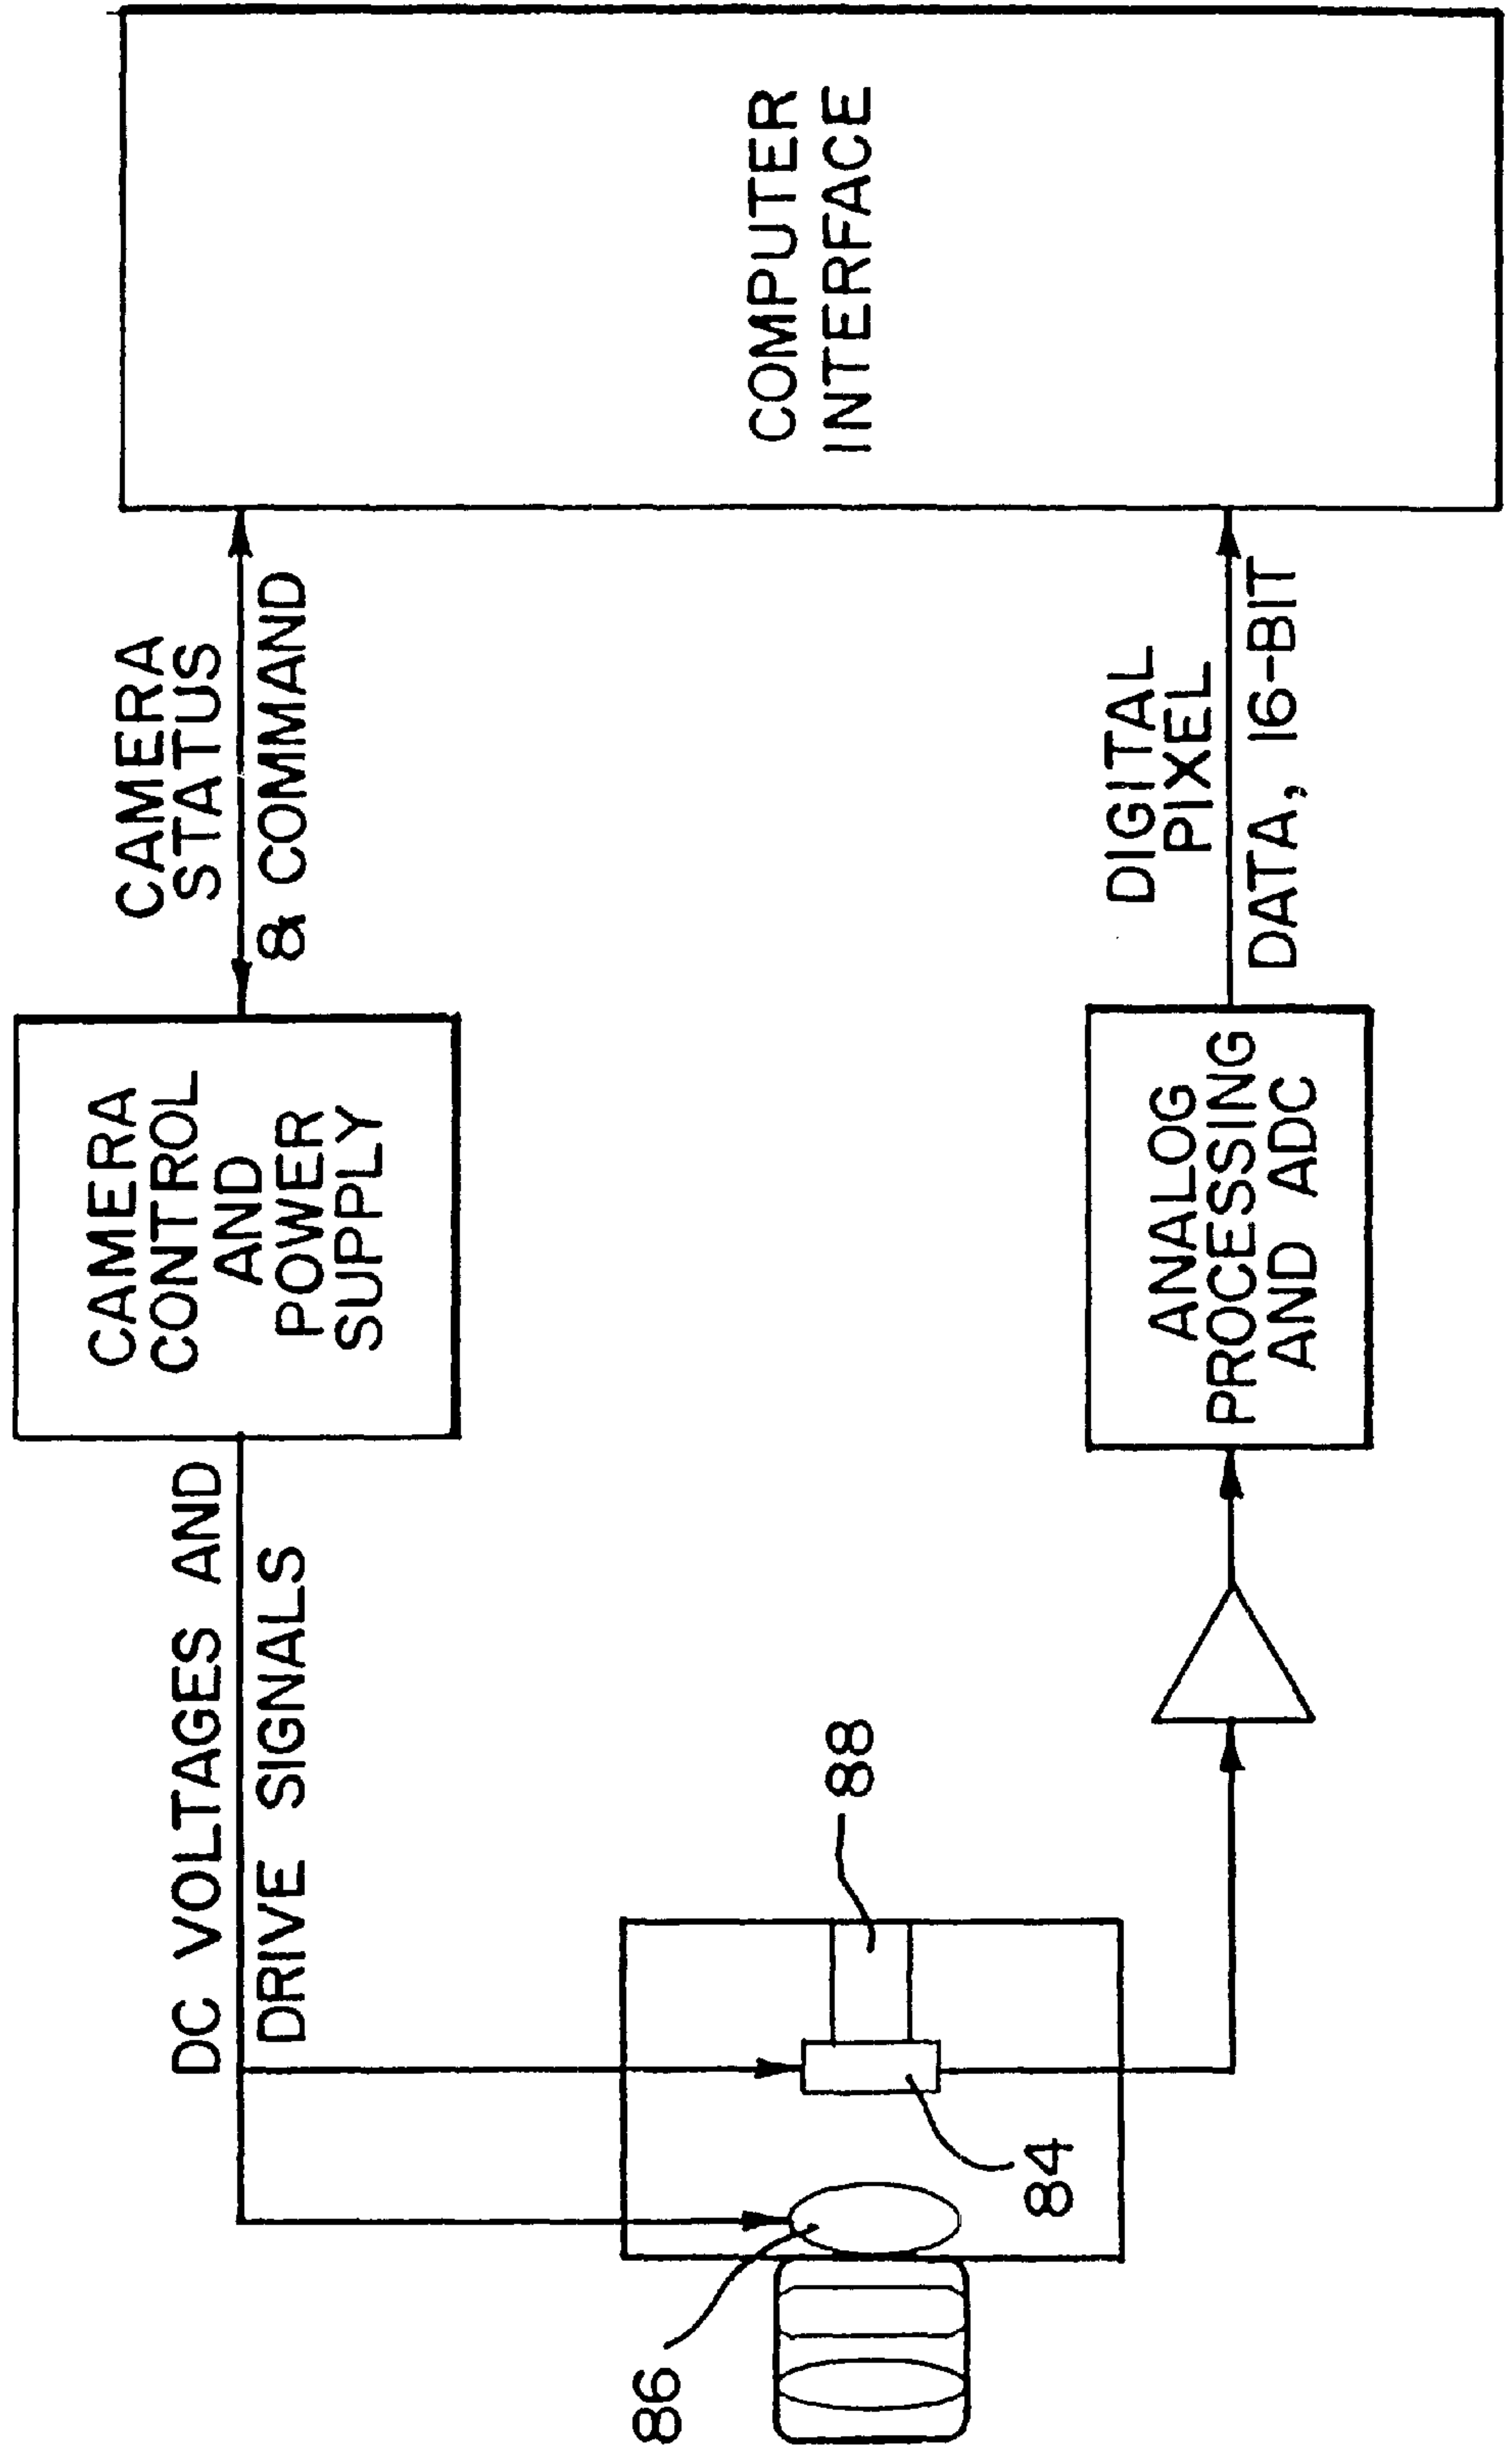 DC VOLTAGES AND
DRIVE SIGNALS
CAMERA
CONTROL
AND
POWER
SUPPLY
CAMERA
STATUS
& COMMAND
COMPUTER
INTERFACE
86
84
88
ANALOG
PROCESSING
AND ADC
DIGITAL
PIXEL
DATA, 16-BIT